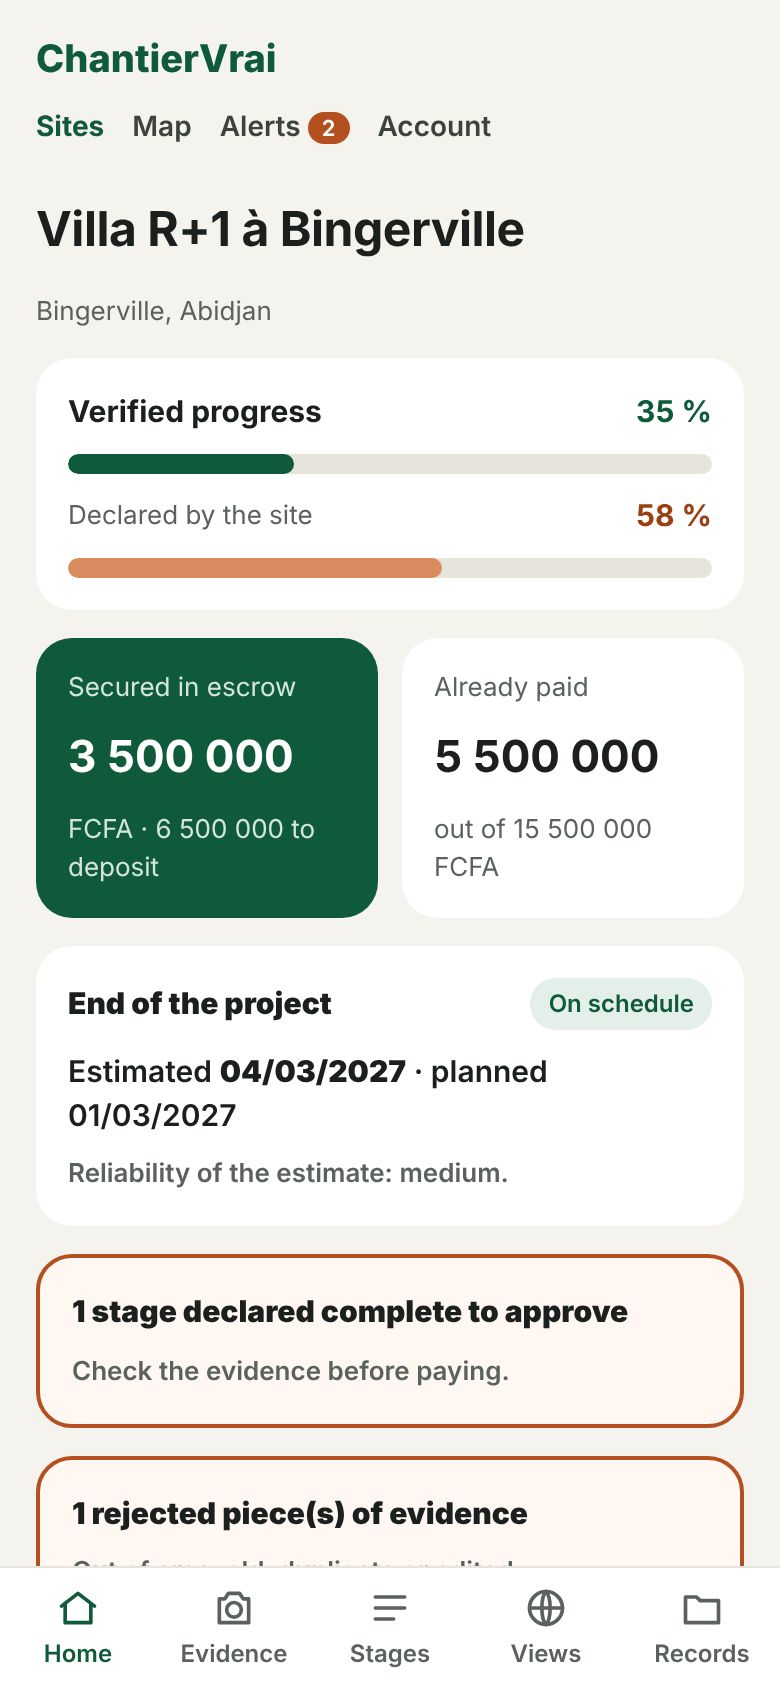 ChantierVrai
Sites Map Alerts 2 Account
Villa R+1 à Bingerville
Bingerville, Abidjan
Verified progress 35 %
Declared by the site 58 %
Secured in escrow
3 500 000
FCFA · 6 500 000 to
deposit
Already paid
5 500 000
out of 15 500 000
FCFA
End of the project On schedule
Estimated 04/03/2027 · planned
01/03/2027
Reliability of the estimate: medium.
1 stage declared complete to approve
Check the evidence before paying.
1 rejected piece(s) of evidence
Home Evidence Stages Views Records